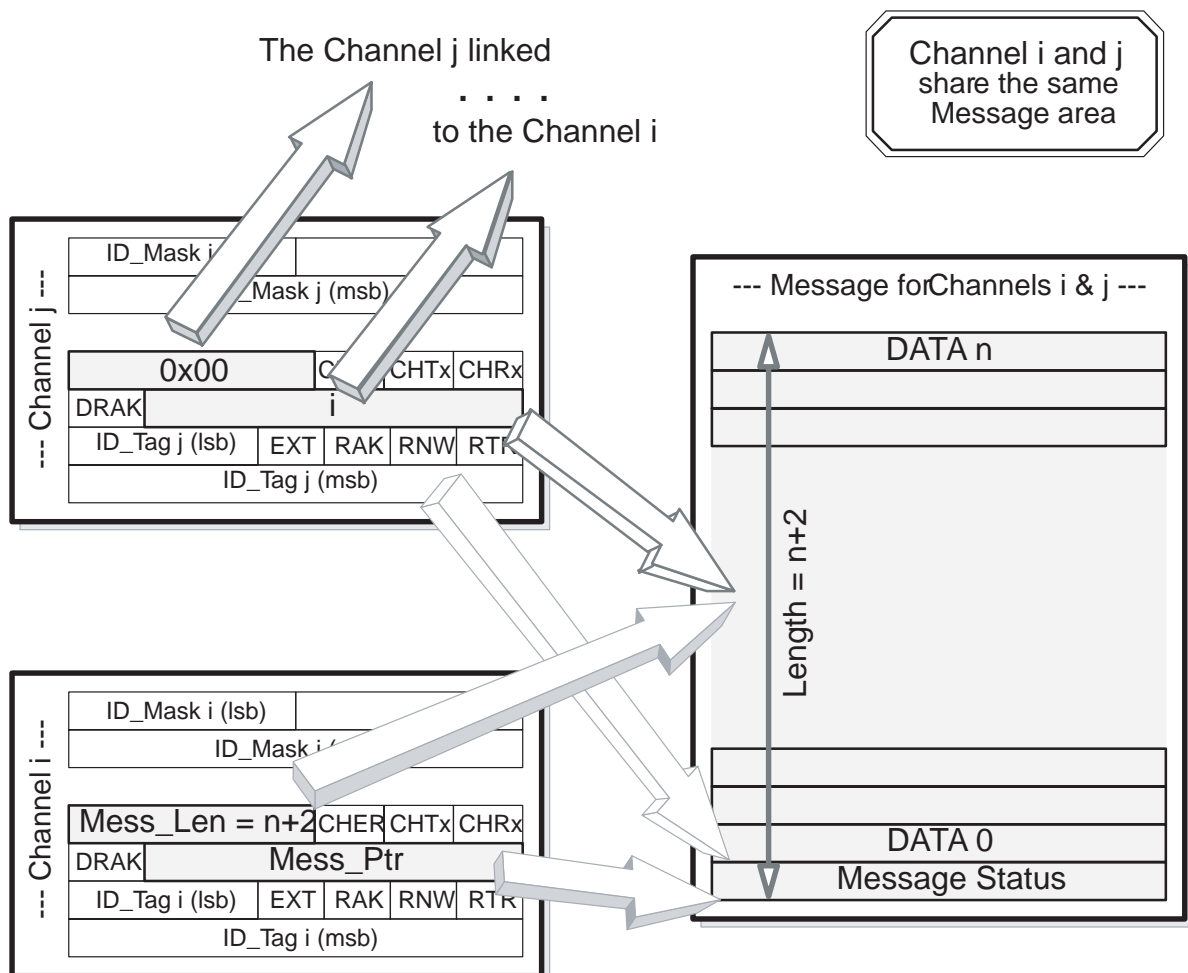 The Channel j linked
. . . .
to the Channel i
Channel i and j
share the same
Message area
--- Channel j ---
ID_Mask j
Mask j (msb)
0x00 CHTx CHRx
DRAK i
ID_Tag j (lsb) EXT RAK RNW RTR
ID_Tag j (msb)
--- Message forChannels i & j ---
DATA n
Length = n+2
DATA 0
Message Status
--- Channel i ---
ID_Mask i (lsb)
ID_Mask i
Mess_Len = n+2 CHER CHTx CHRx
DRAK Mess_Ptr
ID_Tag i (lsb) EXT RAK RNW RTR
ID_Tag i (msb)